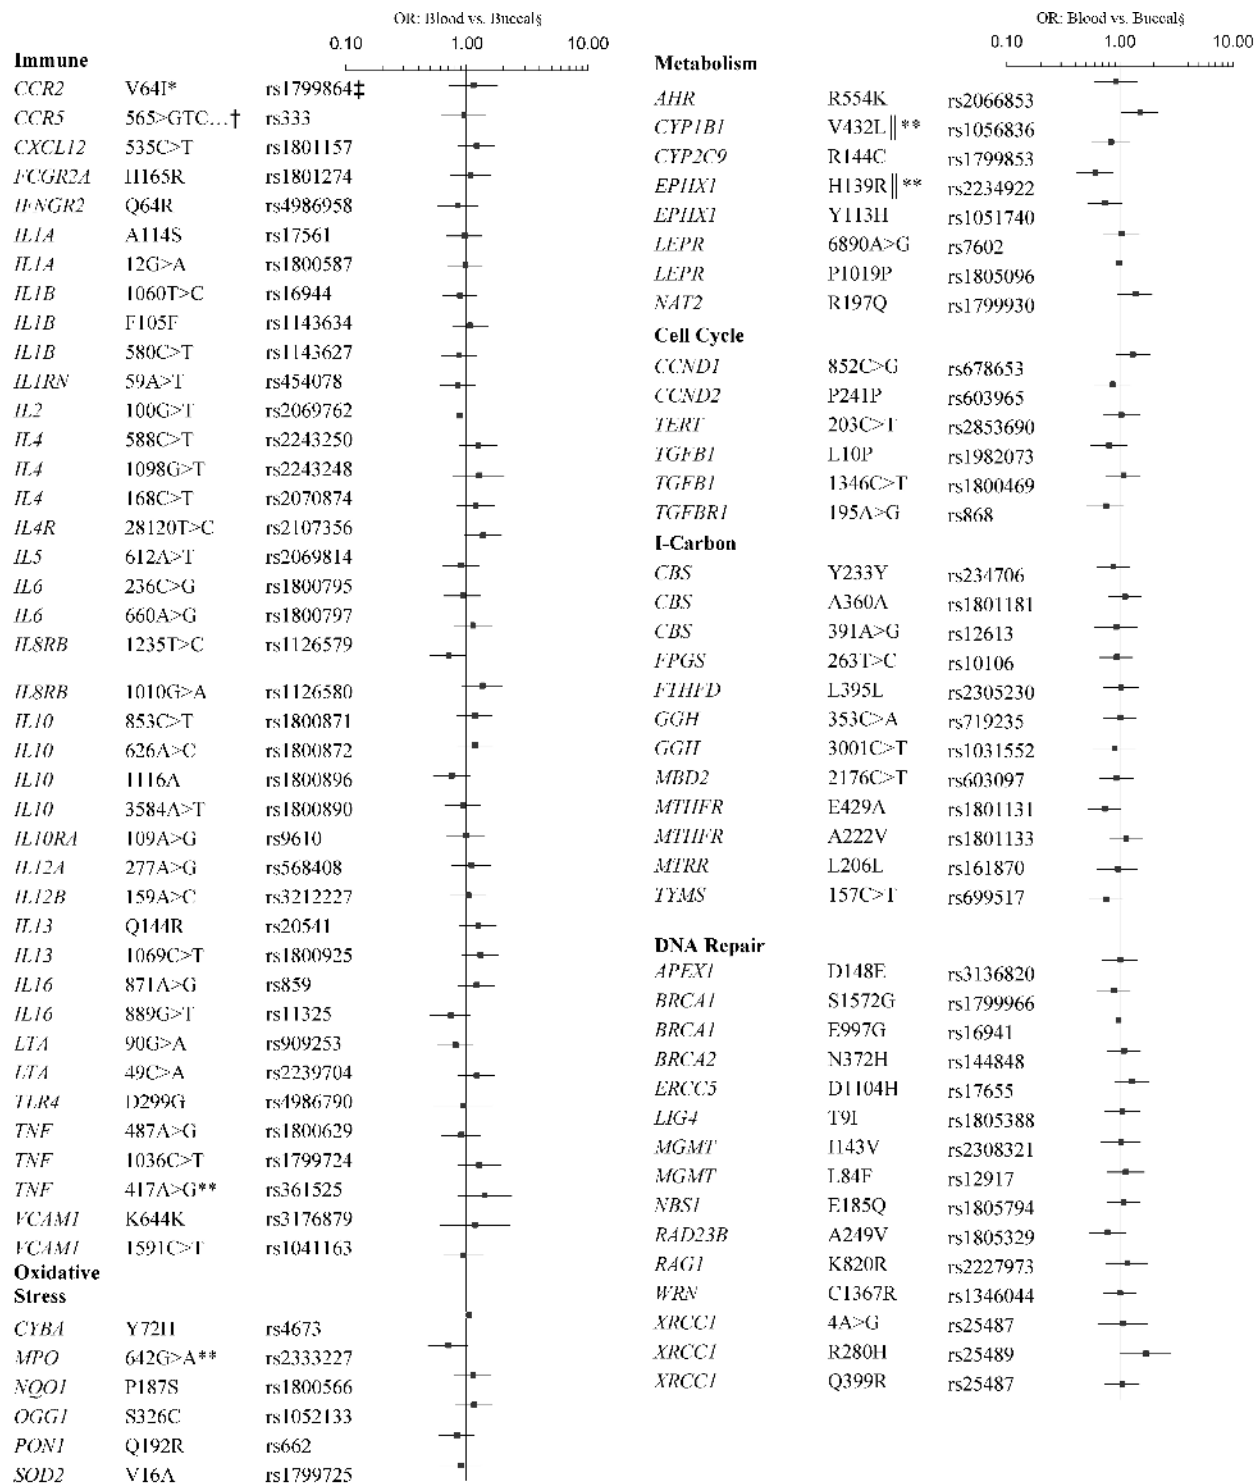 OR: Blood vs. Buccal§
0.10 1.00 10.00
Immune
CCR2 V64I* rs1799864‡
CCR5 565>GTC...† rs333
CXCL12 535C>T rs1801157
FCGR2A H165R rs1801274
IFNGR2 Q64R rs4986958
IL1A A114S rs17561
IL1A 12G>A rs1800587
IL1B 1060T>C rs16944
IL1B F105F rs1143634
IL1B 580C>T rs1143627
IL1RN 59A>T rs454078
IL2 100G>T rs2069762
IL4 588C>T rs2243250
IL4 1098G>T rs2243248
IL4 168C>T rs2070874
IL4R 28120T>C rs2107356
IL5 612A>T rs2069814
IL6 236C>G rs1800795
IL6 660A>G rs1800797
IL8RB 1235T>C rs1126579
IL8RB 1010G>A rs1126580
IL10 853C>T rs1800871
IL10 626A>C rs1800872
IL10 1116A rs1800896
IL10 3584A>T rs1800890
IL10RA 109A>G rs9610
IL12A 277A>G rs568408
IL12B 159A>C rs3212227
IL13 Q144R rs20541
IL13 1069C>T rs1800925
IL16 871A>G rs859
IL16 889G>T rs11325
LTA 90G>A rs909253
LTA 49C>A rs2239704
TLR4 D299G rs4986790
TNF 487A>G rs1800629
TNF 1036C>T rs1799724
TNF 417A>G** rs361525
VCAM1 K644K rs3176879
VCAM1 1591C>T rs1041163
Oxidative
Stress
CYBA Y72H rs4673
MPO 642G>A** rs2333227
NQO1 P187S rs1800566
OGG1 S326C rs1052133
PON1 Q192R rs662
SOD2 V16A rs1799725
OR: Blood vs. Buccal§
0.10 1.00 10.00
Metabolism
AHR R554K rs2066853
CYP1B1 V432L||** rs1056836
CYP2C9 R144C rs1799853
EPHX1 H139R||** rs2234922
EPHX1 Y113H rs1051740
LEPR 6890A>G rs7602
LEPR P1019P rs1805096
NAT2 R197Q rs1799930
Cell Cycle
CCND1 852C>G rs678653
CCND2 P241P rs603965
TERT 203C>T rs2853690
TGFB1 L10P rs1982073
TGFB1 1346C>T rs1800469
TGFBR1 195A>G rs868
I-Carbon
CBS Y233Y rs234706
CBS A360A rs1801181
CBS 391A>G rs12613
FPGS 263T>C rs10106
FTHFD L395L rs2305230
GGH 353C>A rs719235
GGH 3001C>T rs1031552
MBD2 2176C>T rs603097
MTHFR E429A rs1801131
MTHFR A222V rs1801133
MTRR L206L rs161870
TYMS 157C>T rs699517
DNA Repair
APEX1 D148E rs3136820
BRCA1 S1572G rs1799966
BRCA1 E997G rs16941
BRCA2 N372H rs144848
ERCC5 D1104H rs17655
LIG4 T9I rs1805388
MGMT I143V rs2308321
MGMT L84F rs12917
NBS1 E185Q rs1805794
RAD23B A249V rs1805329
RAG1 K820R rs2227973
WRN C1367R rs1346044
XRCC1 4A>G rs25487
XRCC1 R280H rs25489
XRCC1 Q399R rs25487